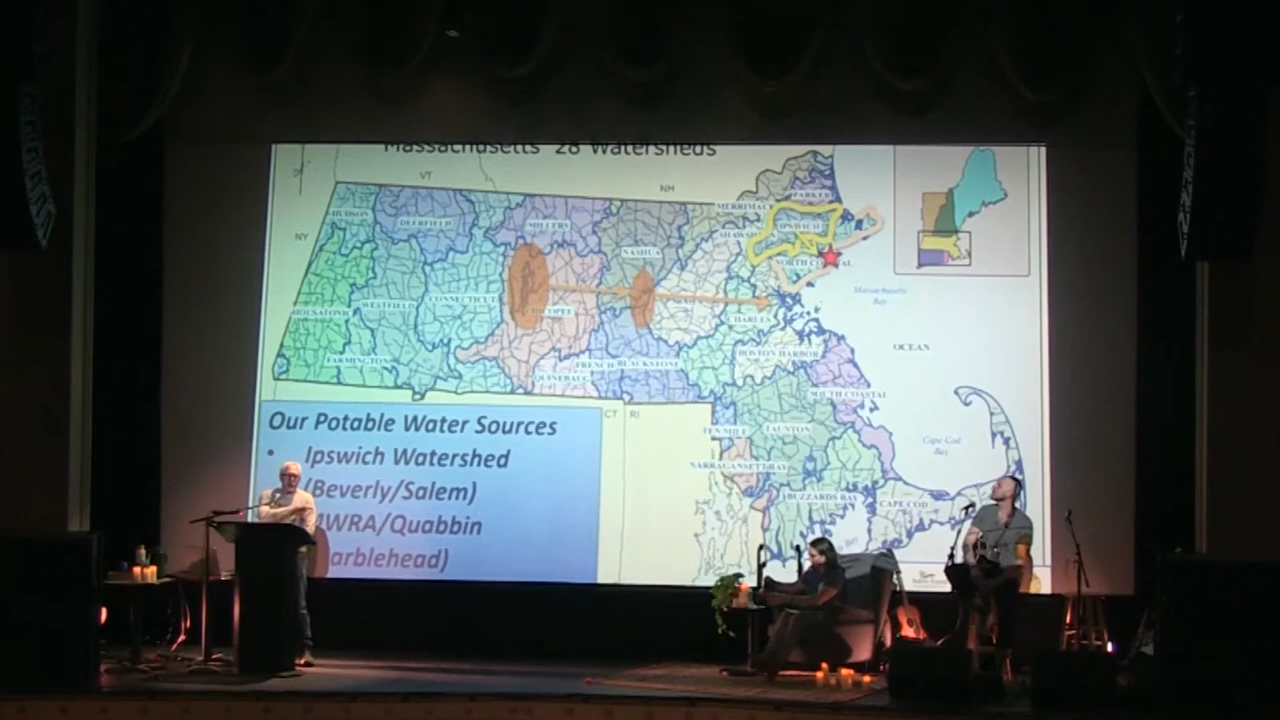 Massachusetts' 28 Watersheds
VT
NH
NY
HUDSON
DEERFIELD
MILLERS
NASHUA
MERRIMACK
PARKER
IPSWICH
SHAWSH
NORTH COASTAL
HOUSATONIC
WESTFIELD
CONNECTICUT
CHICOPEE
CHARLES
BOSTON HARBOR
FARMINGTON
FRENCH
BLACKSTONE
QUINEBAUG
SOUTH COASTAL
TEN MILE
TAUNTON
NARRAGANSETT BAY
BUZZARDS BAY
CAPE COD
Massachusetts
Bay
OCEAN
Cape Cod
Bay
CT
RI
Our Potable Water Sources
• Ipswich Watershed
(Beverly/Salem)
MWRA/Quabbin
arblehead)